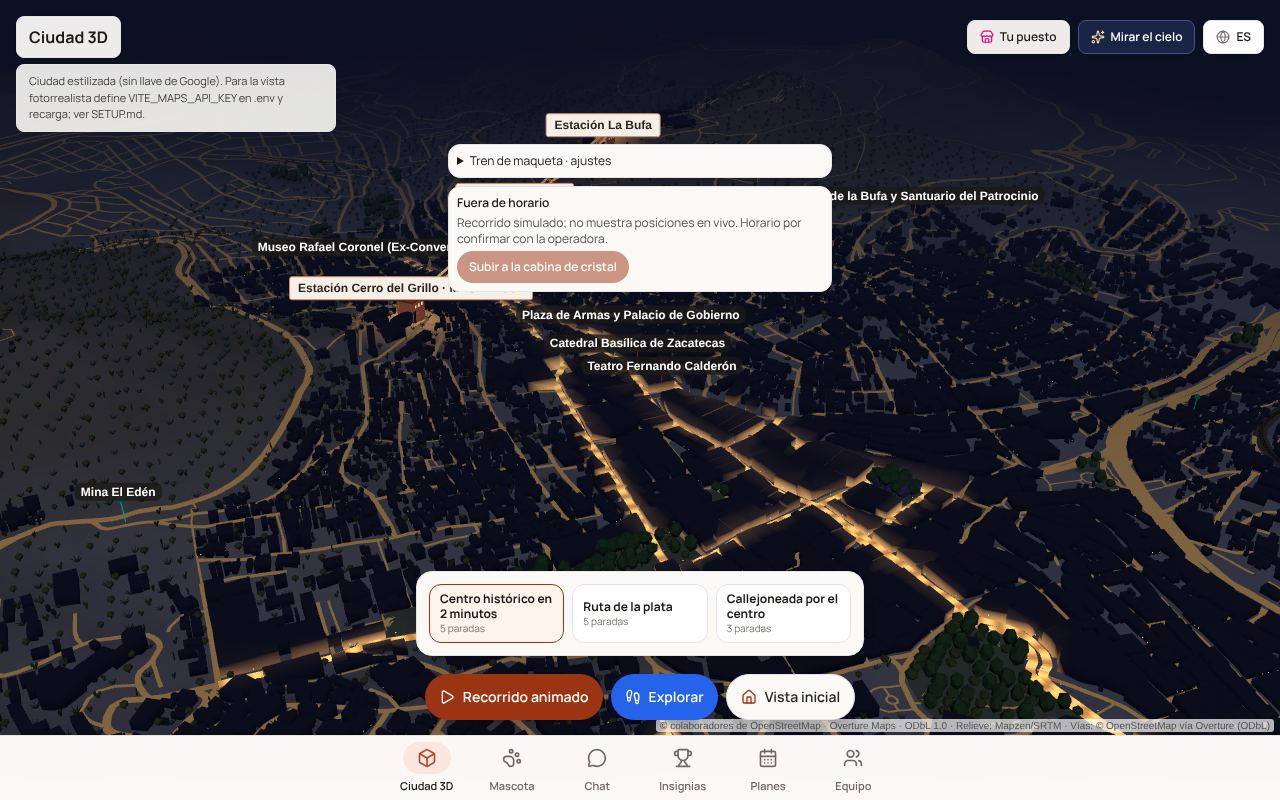 Ciudad 3D
Tu puesto
Mirar el cielo
ES
Ciudad estilizada (sin llave de Google). Para la vista
fotorrealista define VITE_MAPS_API_KEY en .env y
recarga; ver SETUP.md.
Estación La Bufa
Tren de maqueta · ajustes
de la Bufa y Santuario del Patrocinio
Fuera de horario
Recorrido simulado; no muestra posiciones en vivo. Horario por
confirmar con la operadora.
Subir a la cabina de cristal
Museo Rafael Coronel
Estación Cerro del Grillo ·
Plaza de Armas y Palacio de Gobierno
Catedral Basílica de Zacatecas
Teatro Fernando Calderón
Mina El Edén
Centro histórico en
2 minutos
5 paradas
Ruta de la plata
5 paradas
Callejoneada por el
centro
3 paradas
Recorrido animado
Explorar
Vista inicial
© colaboradores de OpenStreetMap · Overture Maps · ODbL 1.0 · Relieve: Mapzen/SRTM · Vías: © OpenStreetMap vía Overture (ODbL)
Ciudad 3D
Mascota
Chat
Insignias
Planes
Equipo